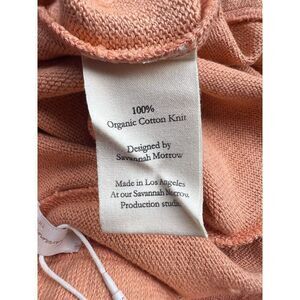 100%
Organic Cotton Knit
Designed by
Savannah Morrow
Made in Los Angeles
At our Savannah Morrow
Production studio